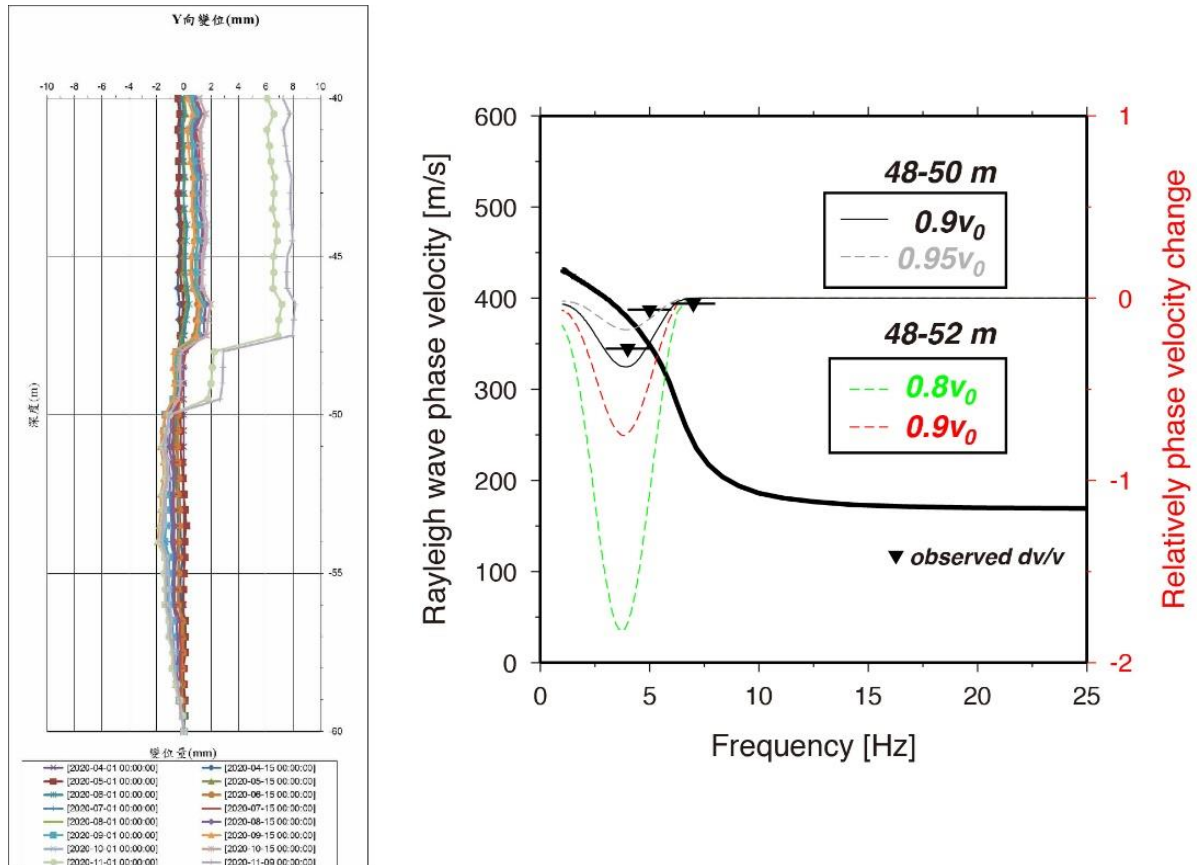 Y向變位(mm)
-10 -8 -6 -4 -2 0 2 4 6 8 10
-40
-45
-50
-55
-60
深度(m)
變位量(mm)
[2020-04-01 00:00:00] [2020-04-15 00:00:00]
[2020-05-01 00:00:00] [2020-05-15 00:00:00]
[2020-06-01 00:00:00] [2020-06-15 00:00:00]
[2020-07-01 00:00:00] [2020-07-15 00:00:00]
[2020-08-01 00:00:00] [2020-08-15 00:00:00]
[2020-09-01 00:00:00] [2020-09-15 00:00:00]
[2020-10-01 00:00:00] [2020-10-15 00:00:00]
[2020-11-01 00:00:00] [2020-11-09 00:00:00]
Rayleigh wave phase velocity [m/s]
600
500
400
300
200
100
0
48-50 m
0.9v0
0.95v0
48-52 m
0.8v0
0.9v0
observed dv/v
0 5 10 15 20 25
Frequency [Hz]
1
0
-1
-2
Relatively phase velocity change